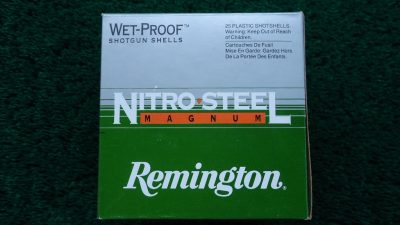 WET-PROOF™
SHOTGUN SHELLS
25 PLASTIC SHOTSHELLS
Warning: Keep Out of Reach
of Children.
Cartouches De Fusil
Mise En Garde: Gardez Hors
De La Portée Des Enfants.
NITRO STEEL
MAGNUM
Remington®